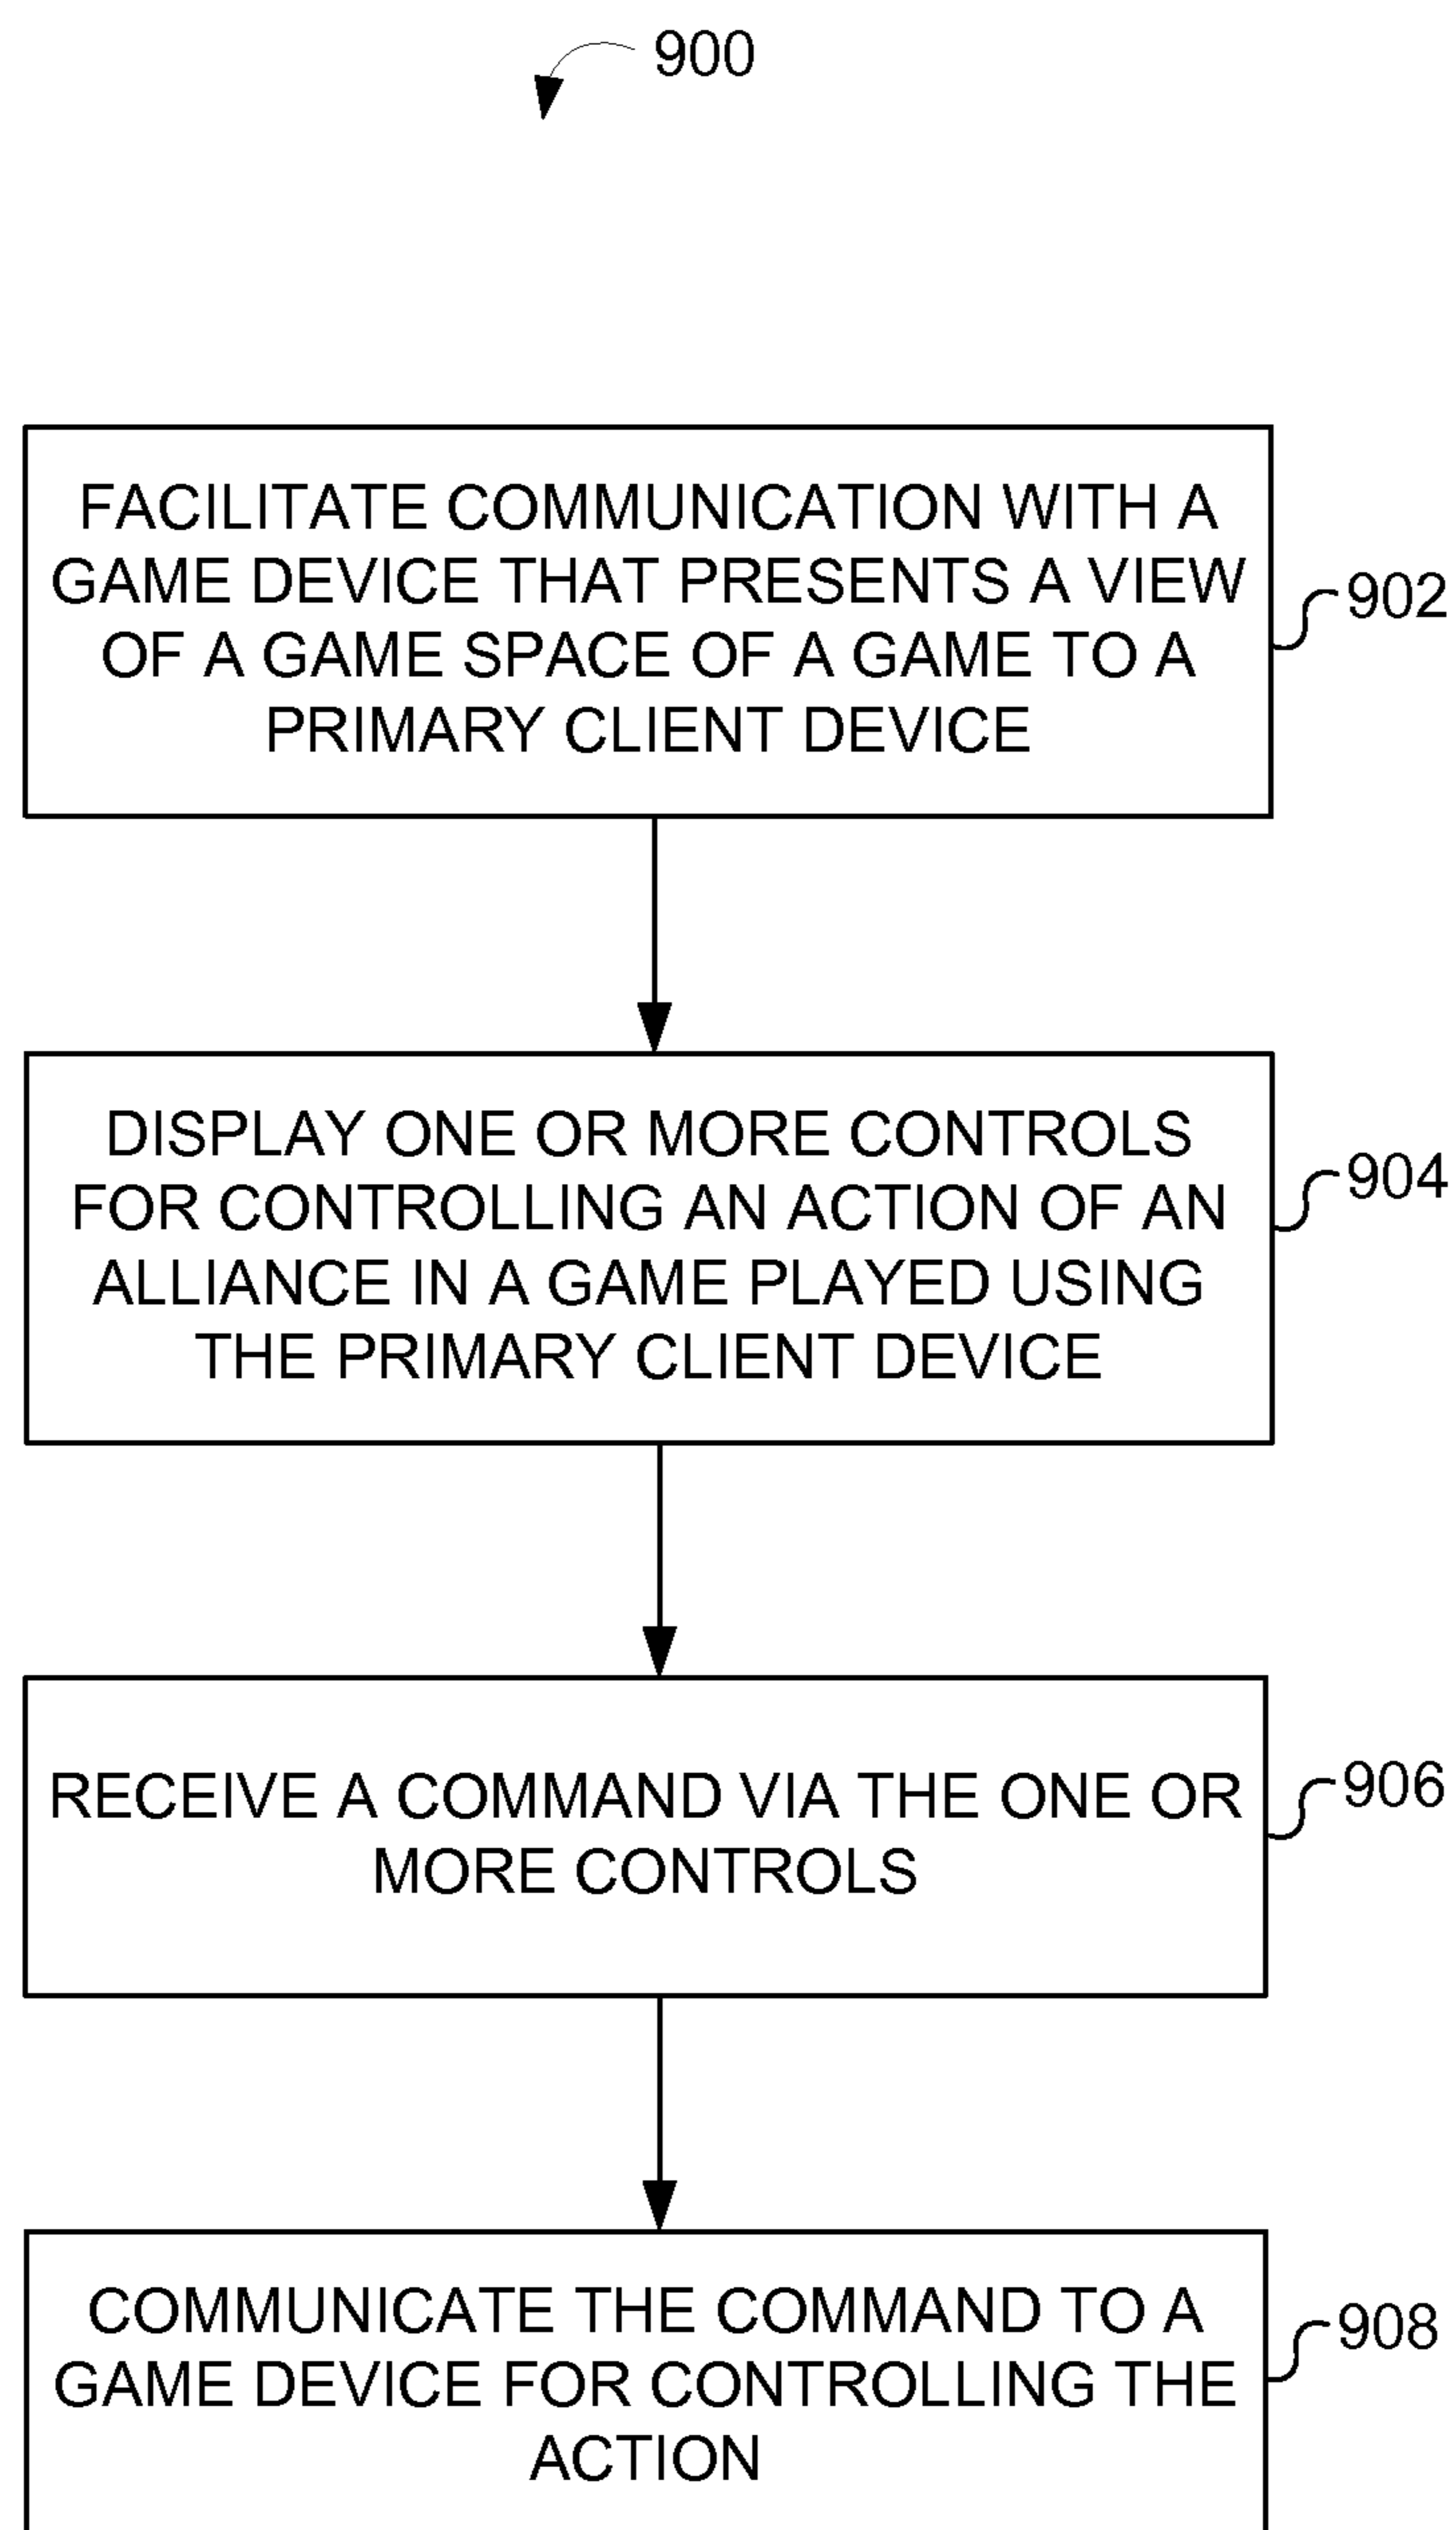 900
FACILITATE COMMUNICATION WITH A
GAME DEVICE THAT PRESENTS A VIEW
OF A GAME SPACE OF A GAME TO A
PRIMARY CLIENT DEVICE
902
DISPLAY ONE OR MORE CONTROLS
FOR CONTROLLING AN ACTION OF AN
ALLIANCE IN A GAME PLAYED USING
THE PRIMARY CLIENT DEVICE
904
RECEIVE A COMMAND VIA THE ONE OR
MORE CONTROLS
906
COMMUNICATE THE COMMAND TO A
GAME DEVICE FOR CONTROLLING THE
ACTION
908